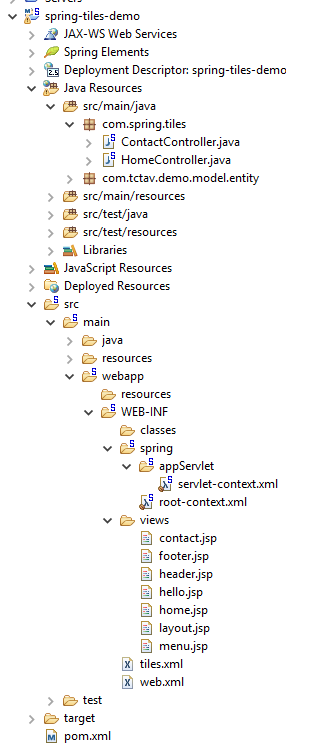 Servers
spring-tiles-demo
JAX-WS Web Services
Spring Elements
Deployment Descriptor: spring-tiles-demo
Java Resources
src/main/java
com.spring.tiles
ContactController.java
HomeController.java
com.tctav.demo.model.entity
src/main/resources
src/test/java
src/test/resources
Libraries
JavaScript Resources
Deployed Resources
src
main
java
resources
webapp
resources
WEB-INF
classes
spring
appServlet
servlet-context.xml
root-context.xml
views
contact.jsp
footer.jsp
header.jsp
hello.jsp
home.jsp
layout.jsp
menu.jsp
tiles.xml
web.xml
test
target
pom.xml